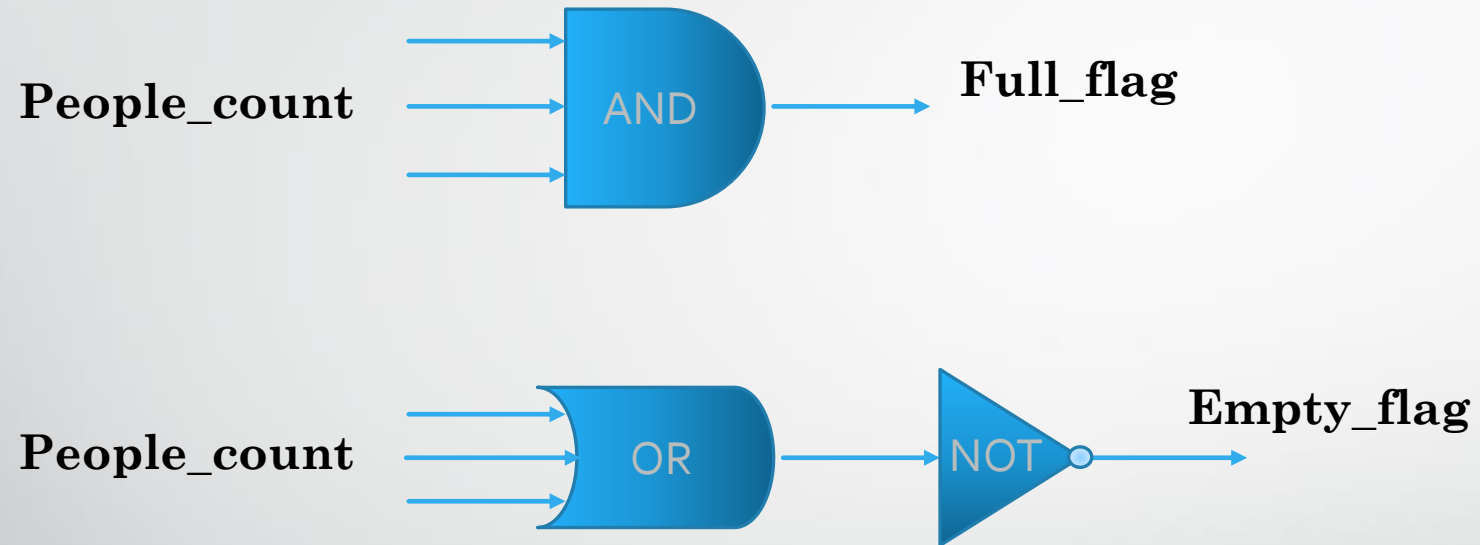 People_count
AND
Full_flag
People_count
OR
NOT
Empty_flag